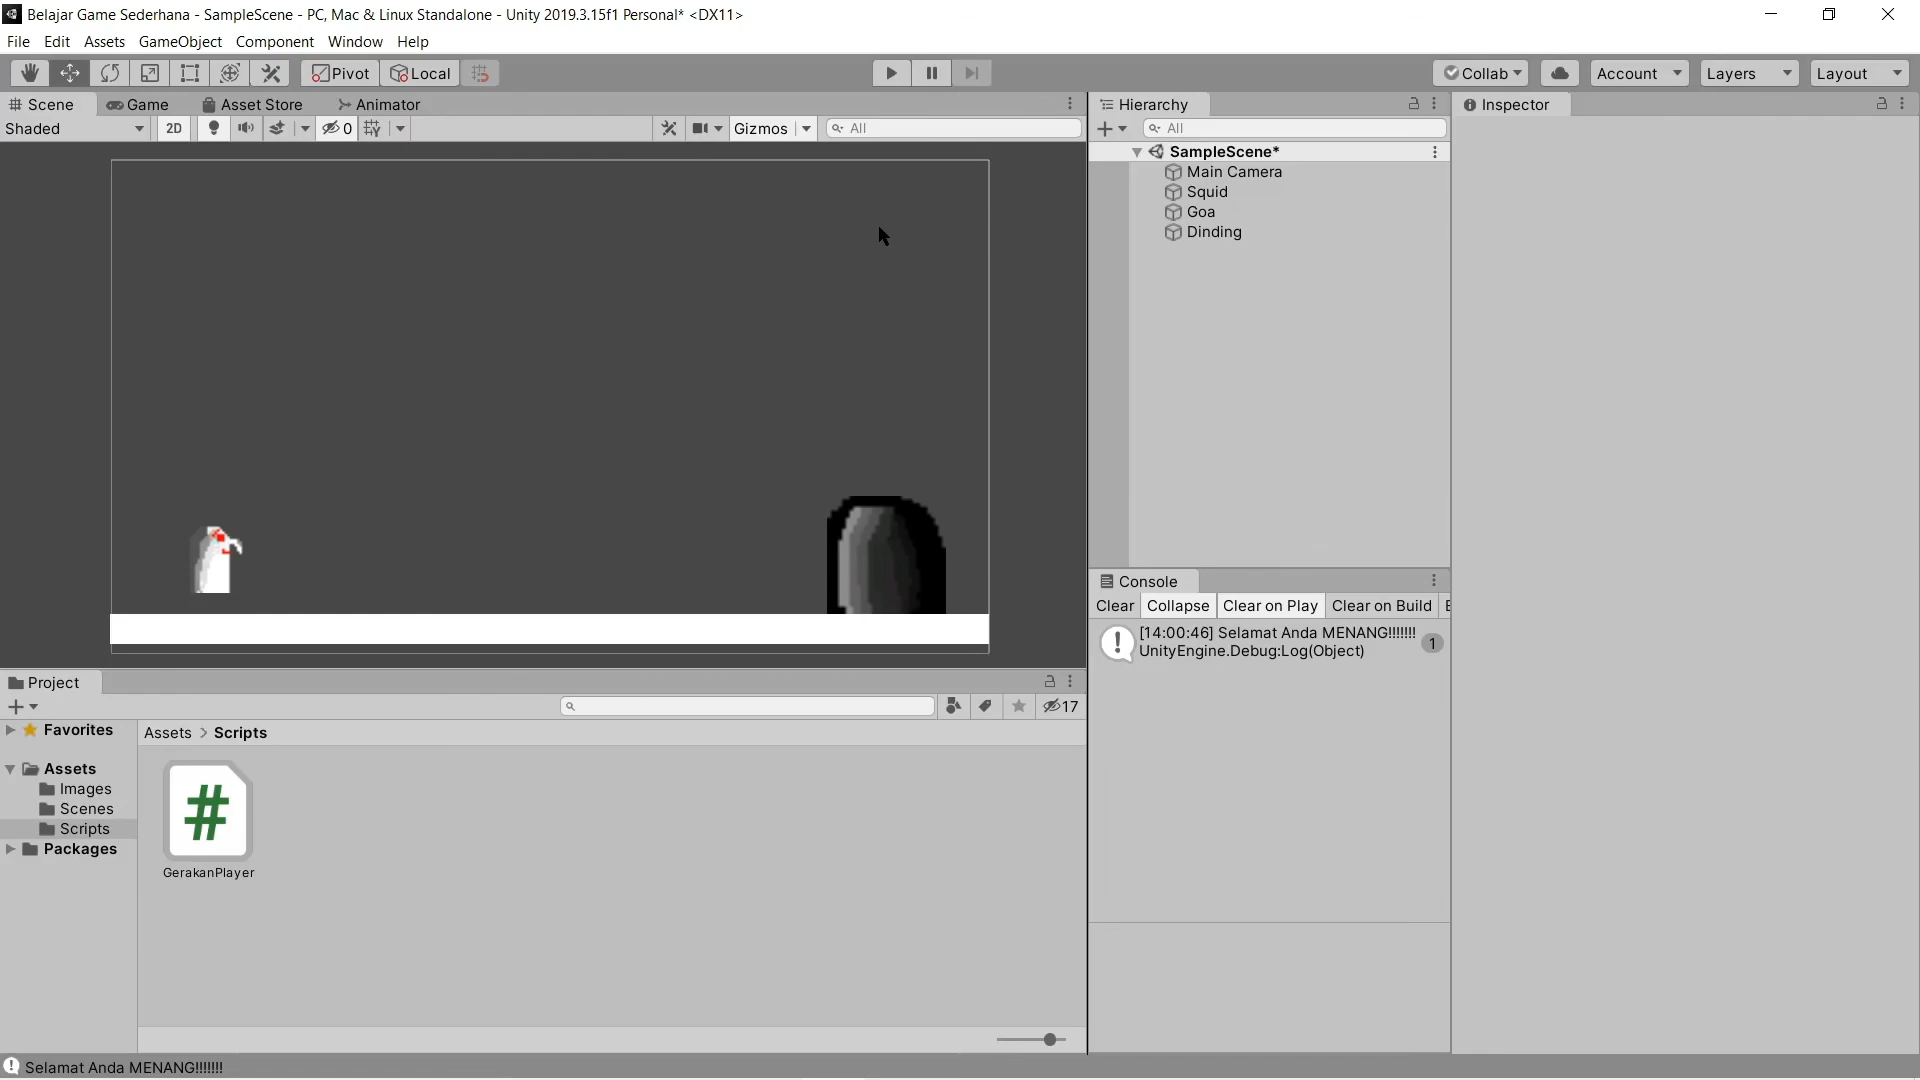 Belajar Game Sederhana - SampleScene - PC, Mac & Linux Standalone - Unity 2019.3.15f1 Personal* <DX11>
File Edit Assets GameObject Component Window Help
Pivot Local Collab Account Layers Layout
Scene Game Asset Store Animator
Shaded 2D 0 Gizmos All
Hierarchy
All
SampleScene*
Main Camera
Squid
Goa
Dinding
Inspector
Console
Clear Collapse Clear on Play Clear on Build
[14:00:46] Selamat Anda MENANG!!!!!!!
UnityEngine.Debug:Log(Object)
1
Project
17
Favorites
Assets
Images
Scenes
Scripts
Packages
Assets > Scripts
#
GerakanPlayer
Selamat Anda MENANG!!!!!!!